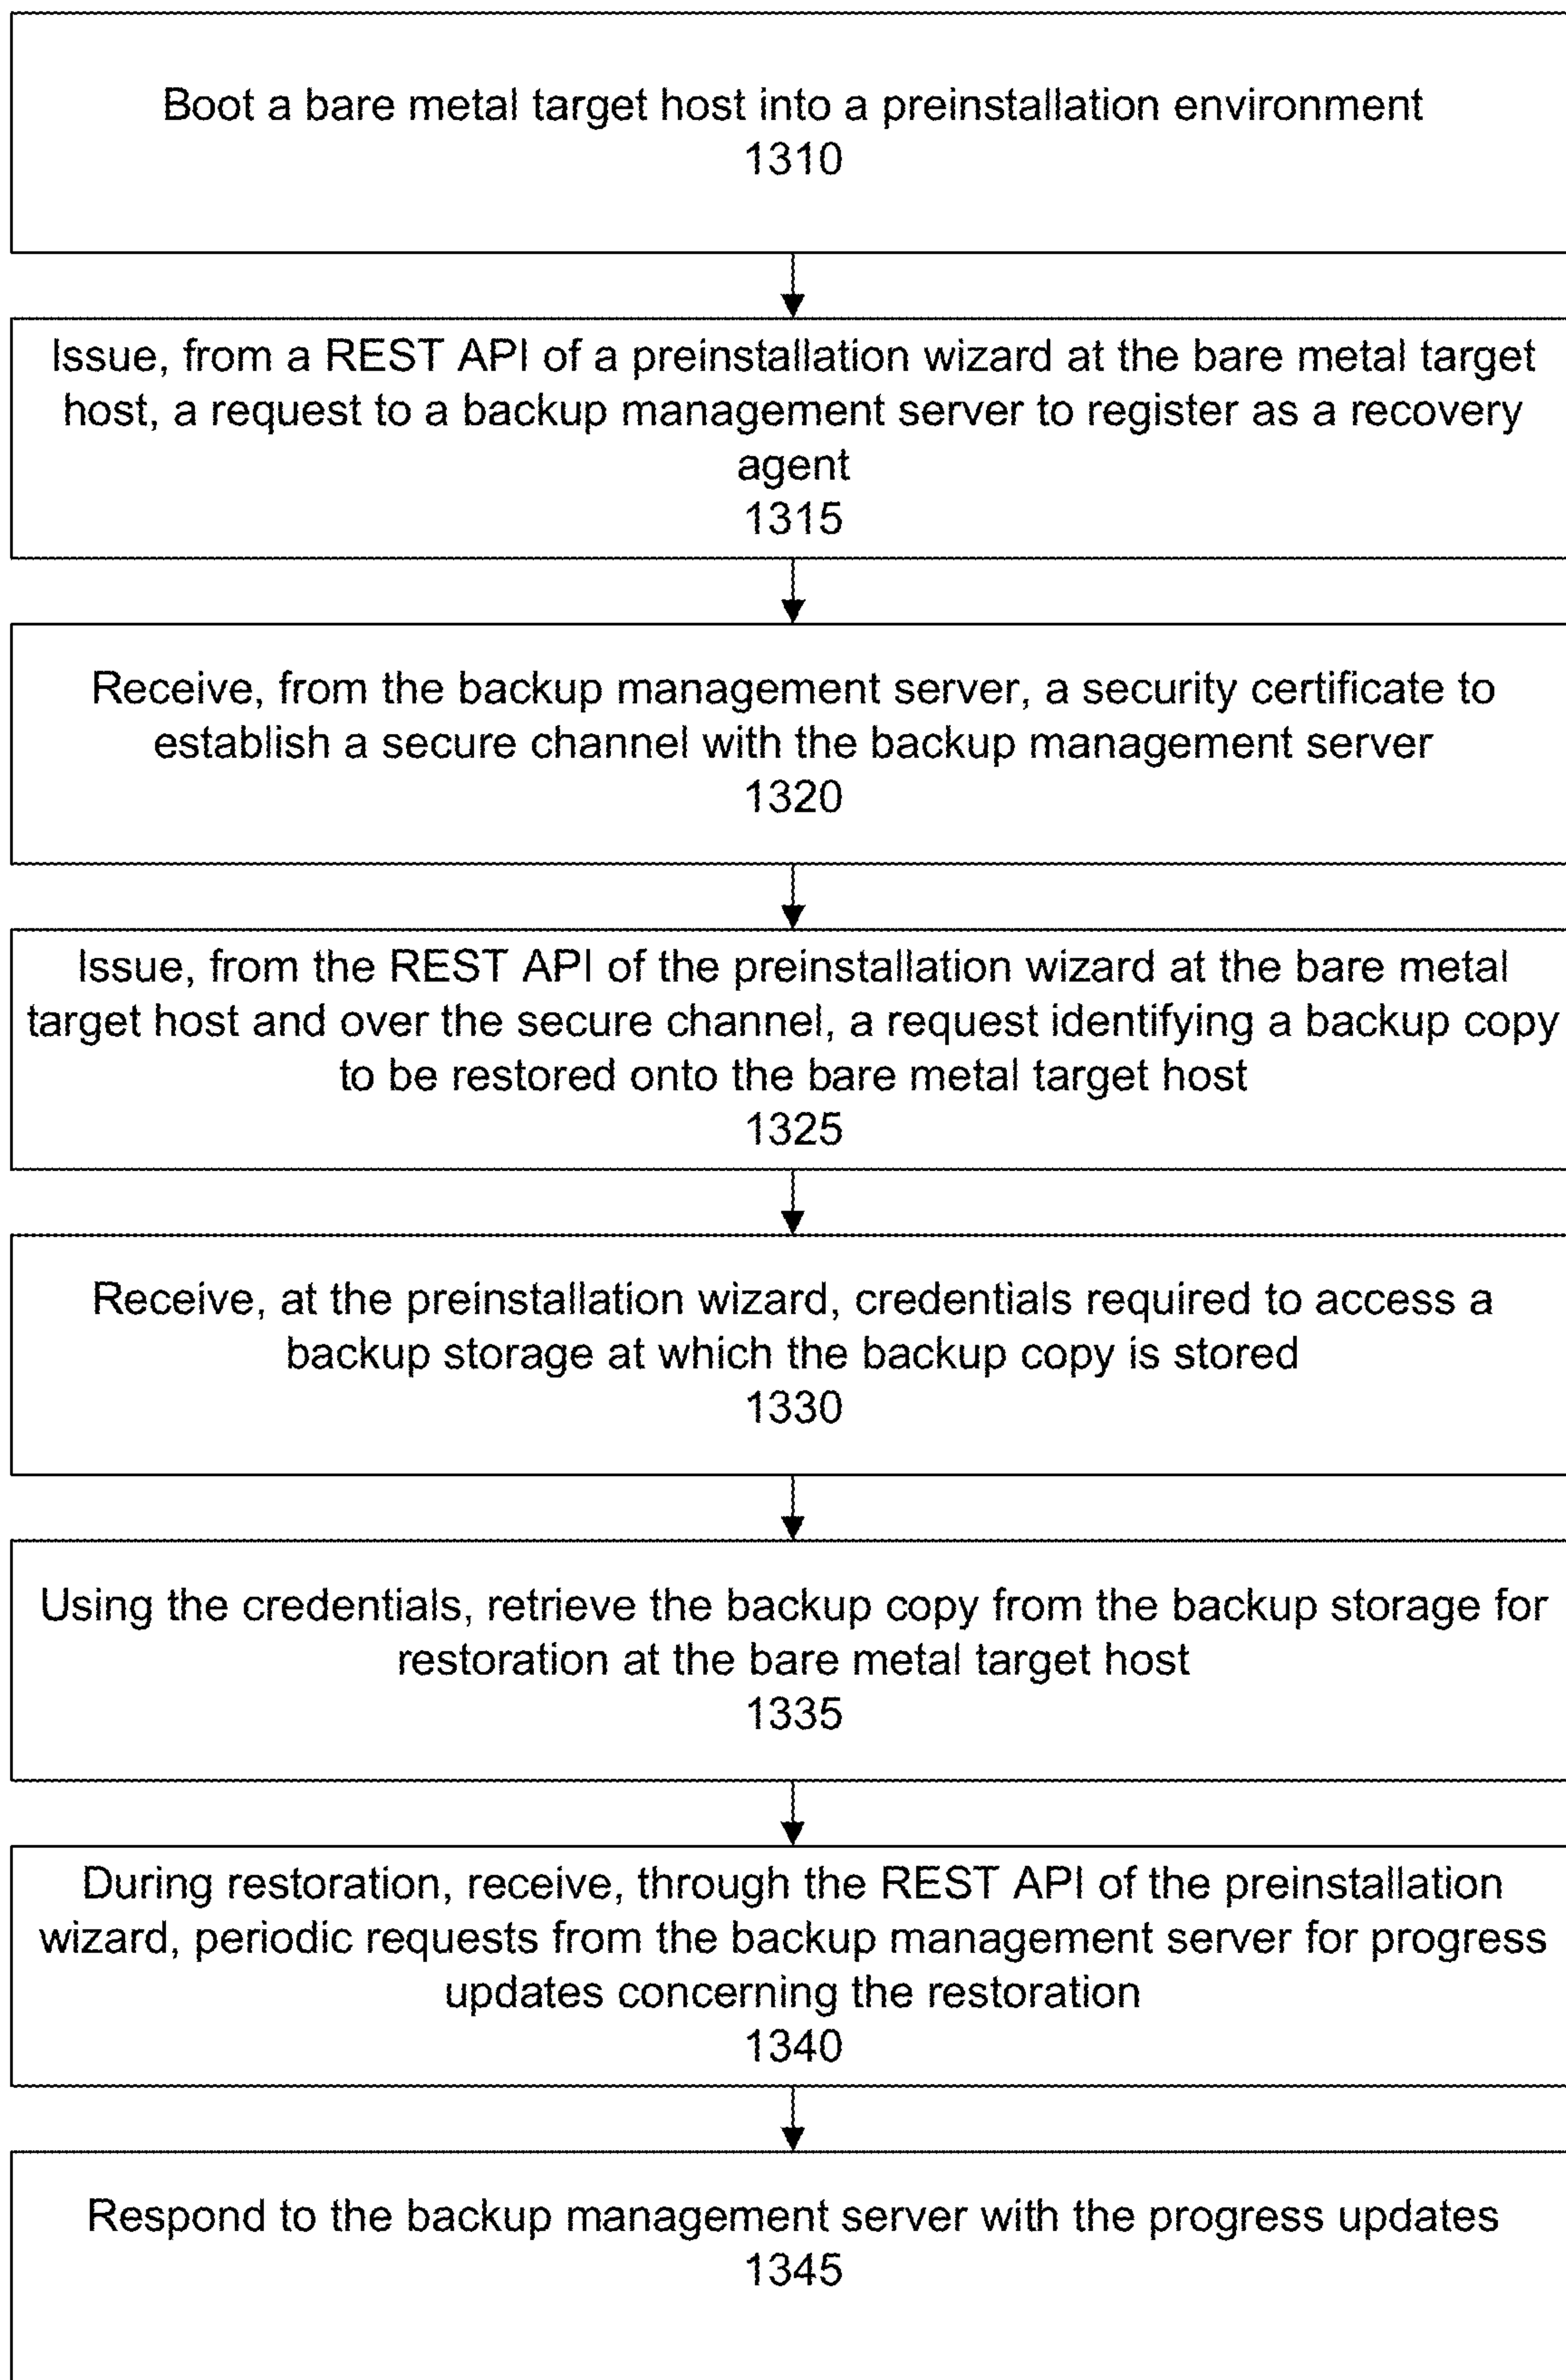 Boot a bare metal target host into a preinstallation environment
1310
Issue, from a REST API of a preinstallation wizard at the bare metal target
host, a request to a backup management server to register as a recovery
agent
1315
Receive, from the backup management server, a security certificate to
establish a secure channel with the backup management server
1320
Issue, from the REST API of the preinstallation wizard at the bare metal
target host and over the secure channel, a request identifying a backup copy
to be restored onto the bare metal target host
1325
Receive, at the preinstallation wizard, credentials required to access a
backup storage at which the backup copy is stored
1330
Using the credentials, retrieve the backup copy from the backup storage for
restoration at the bare metal target host
1335
During restoration, receive, through the REST API of the preinstallation
wizard, periodic requests from the backup management server for progress
updates concerning the restoration
1340
Respond to the backup management server with the progress updates
1345